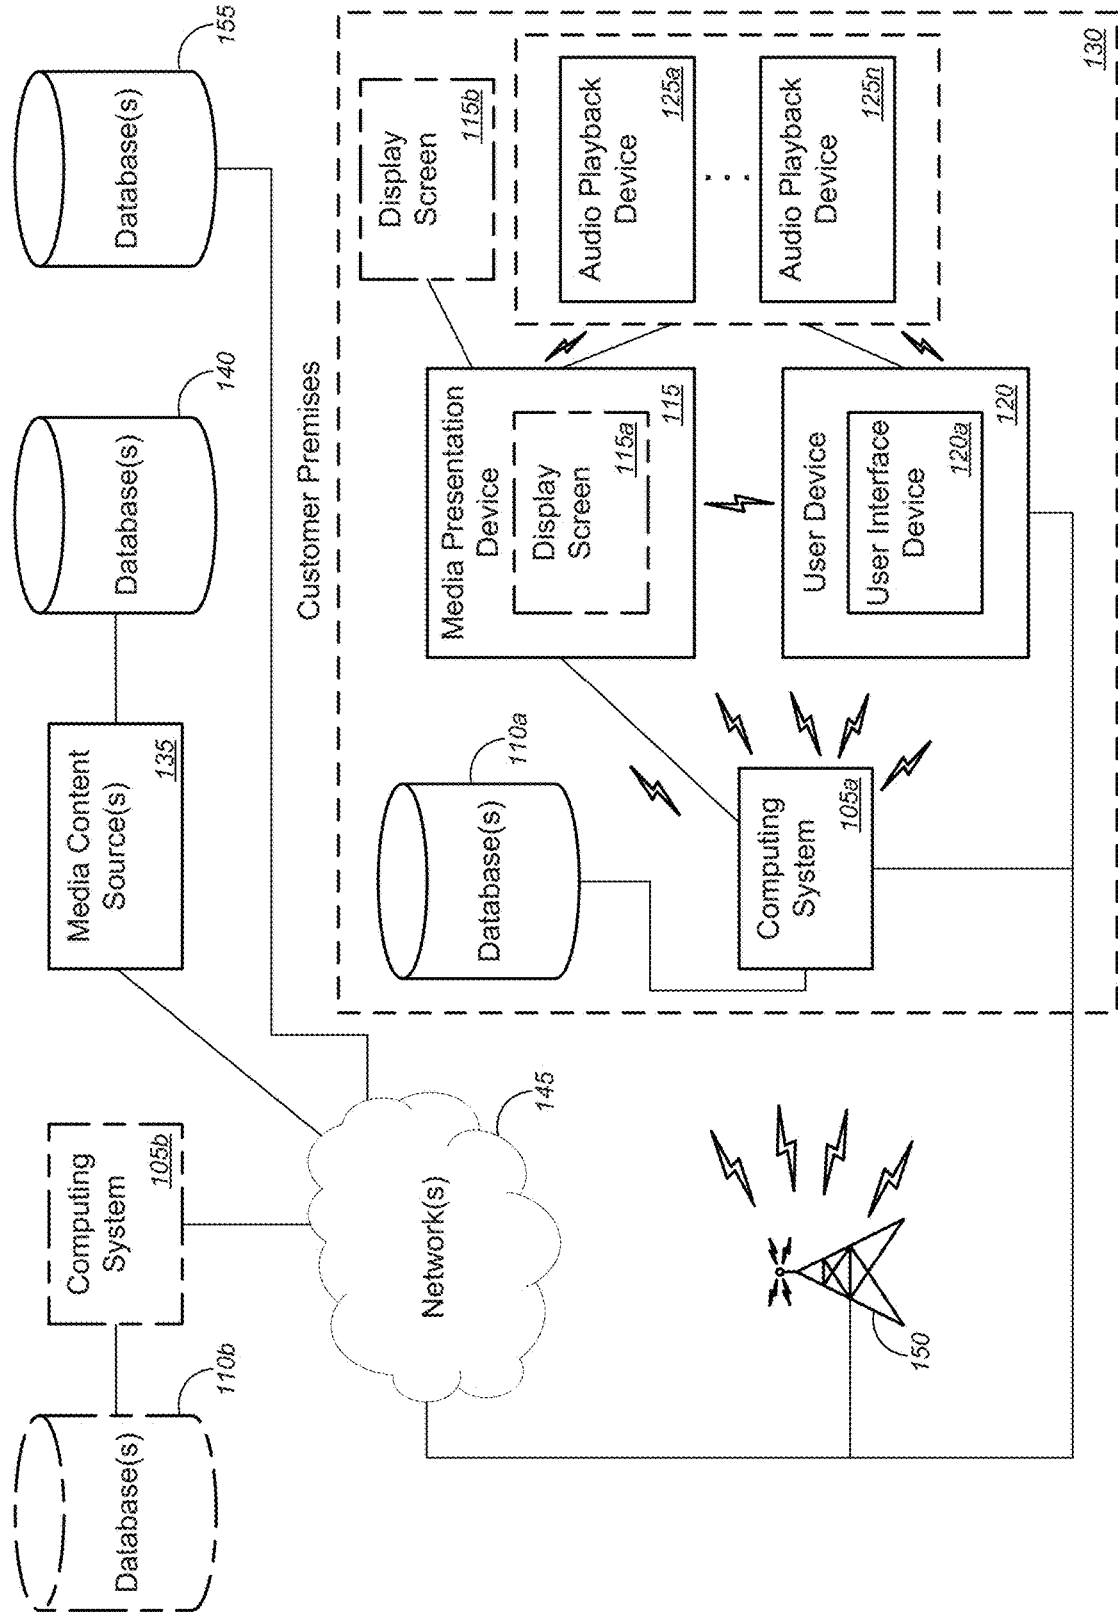 Database(s)
110b
Computing
System
105b
Media Content
Source(s)
135
Database(s)
140
Database(s)
155
Network(s)
145
150
Customer Premises
Database(s)
110a
Computing
System
105a
Media Presentation
Device
Display
Screen
115a
115
Display
Screen
115b
User Device
User Interface
Device
120a
120
Audio Playback
Device
125a
. . .
Audio Playback
Device
125n
130